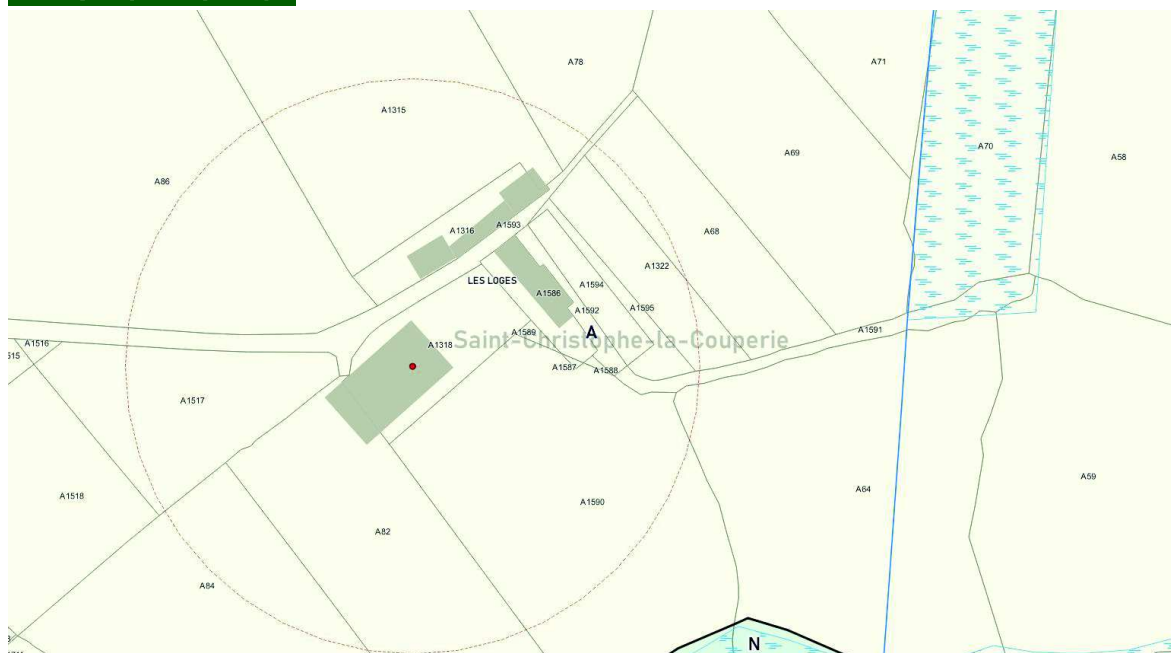 A78
A71
A1315
A69
A70
A58
A86
A1593
A1316
A68
A1322
LES LOGES
A1594
A1586
A1595
A1592
A
A1589
A1591
Saint-Christophe-la-Couperie
A1318
A1516
A1587
A1588
A1517
A59
A64
A1518
A1590
A82
A84
N